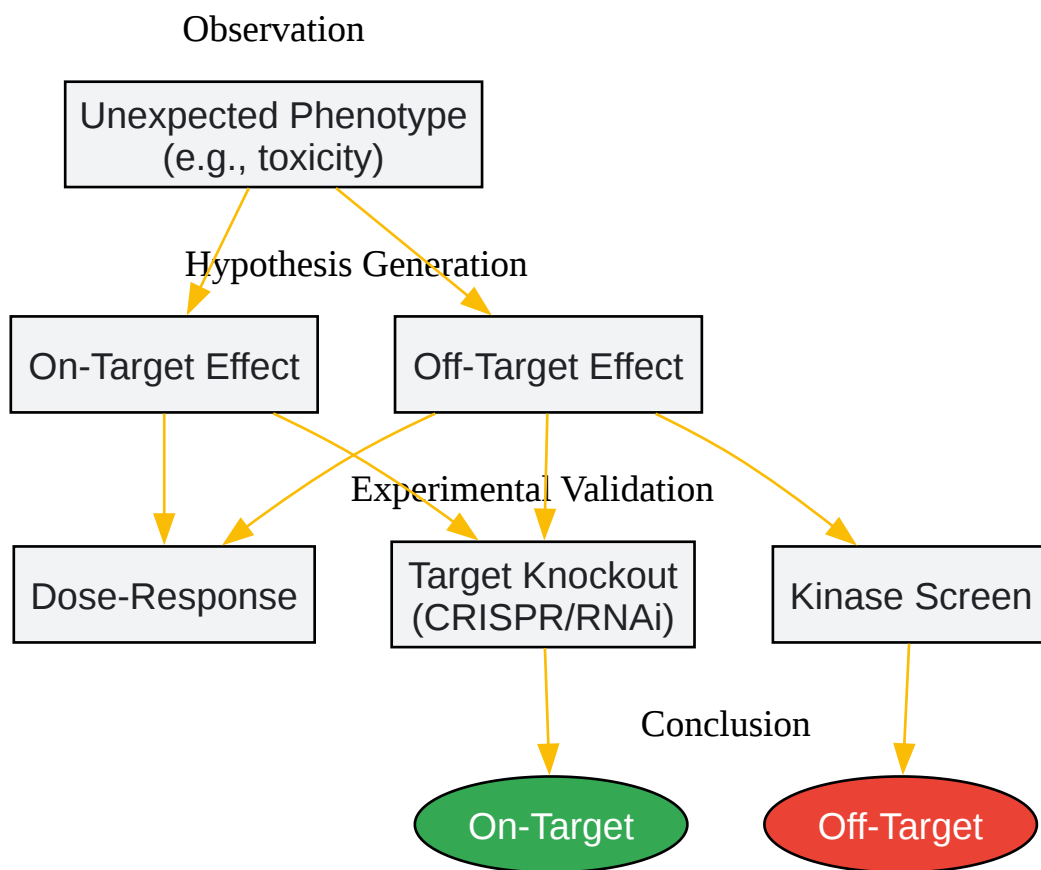 Observation
Unexpected Phenotype
(e.g., toxicity)
Hypothesis Generation
On-Target Effect
Off-Target Effect
Experimental Validation
Dose-Response
Target Knockout
(CRISPR/RNAi)
Kinase Screen
Conclusion
On-Target
Off-Target